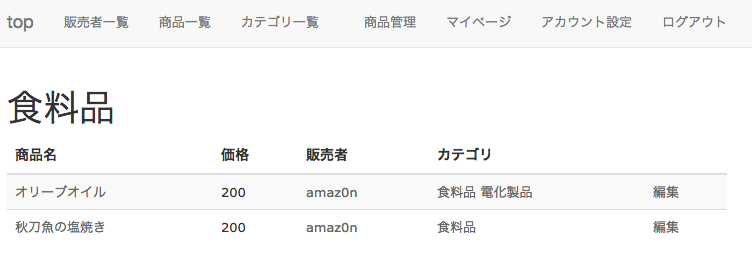 top 販売者一覧 商品一覧 カテゴリ一覧 商品管理 マイページ アカウント設定 ログアウト
食料品
商品名 価格 販売者 カテゴリ
オリーブオイル 200 amaz0n 食料品 電化製品 編集
秋刀魚の塩焼き 200 amaz0n 食料品 編集